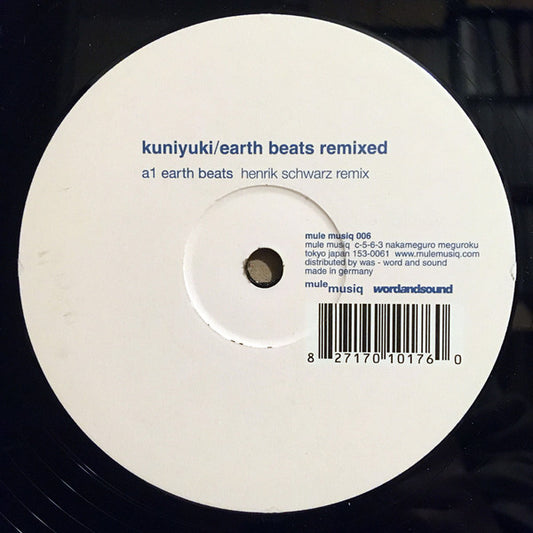 kuniyuki/earth beats remixed
a1 earth beats henrik schwarz remix
mule musiq 006
mule musiq c-5-6-3 nakameguro meguroku
tokyo japan 153-0061 www.mulemusiq.com
distributed by was - word and sound
made in germany
mule musiq wordandsound
8 27170 10176 0